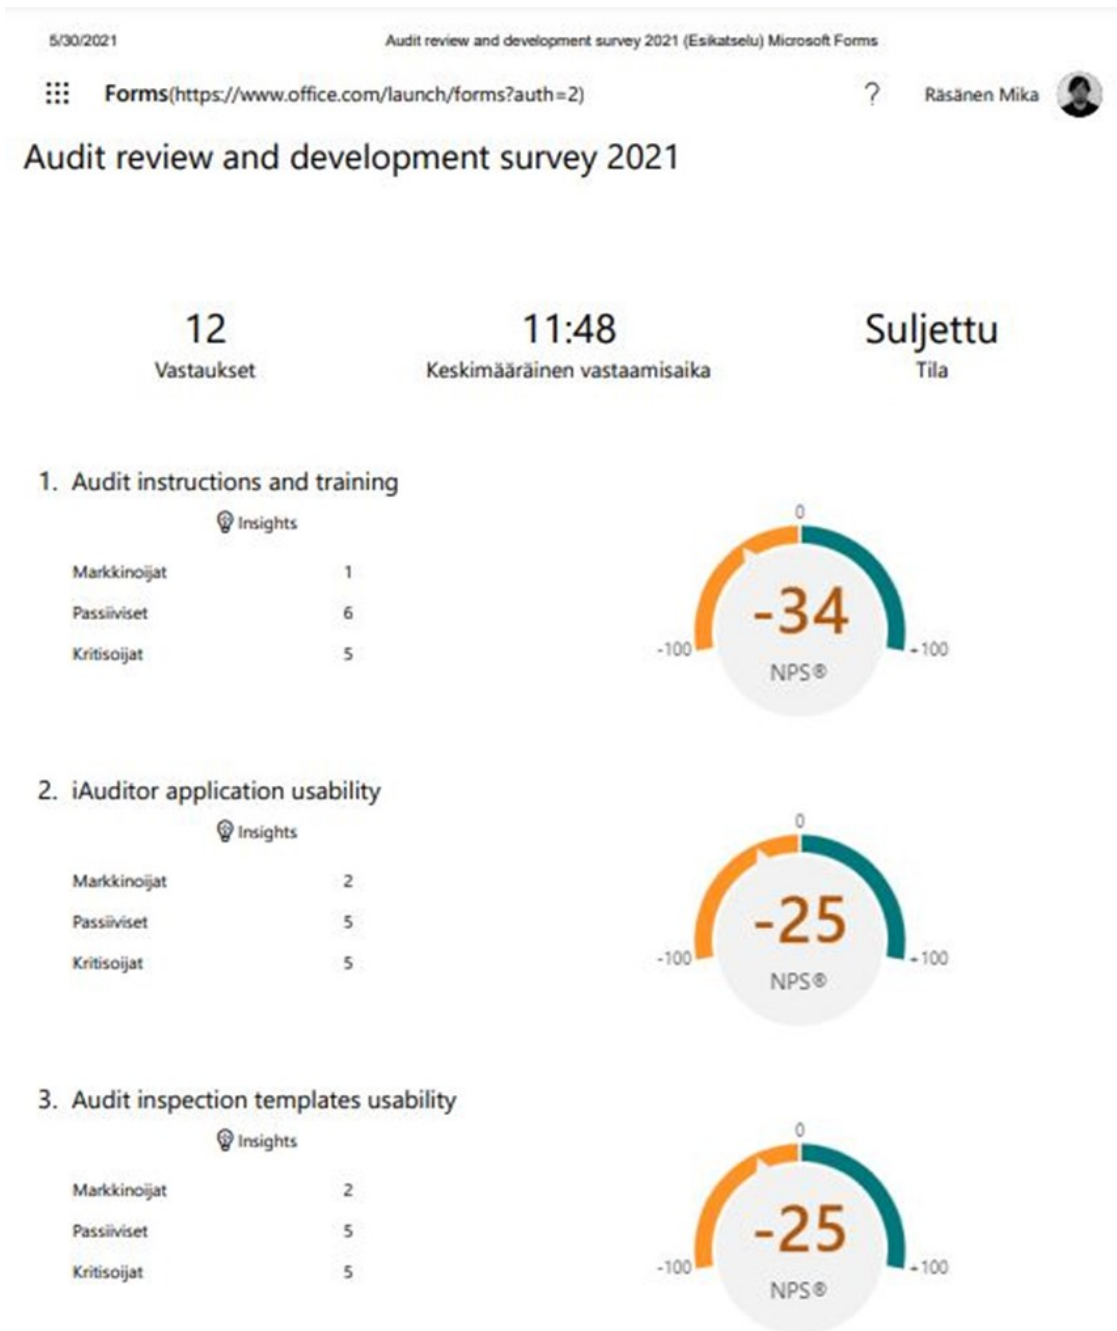 5/30/2021 Audit review and development survey 2021 (Esikatselu) Microsoft Forms
Forms(https://www.office.com/launch/forms?auth=2) ? Räsänen Mika
Audit review and development survey 2021
12 11:48 Suljettu
Vastaukset Keskimääräinen vastaamisaika Tila
1. Audit instructions and training
Insights
Markkinoijat 1
Passiiviset 6
Kritisoijat 5
0
-34
-100 -100
NPS®
2. iAuditor application usability
Insights
Markkinoijat 2
Passiiviset 5
Kritisoijat 5
0
-25
-100 -100
NPS®
3. Audit inspection templates usability
Insights
Markkinoijat 2
Passiiviset 5
Kritisoijat 5
0
-25
-100 -100
NPS®